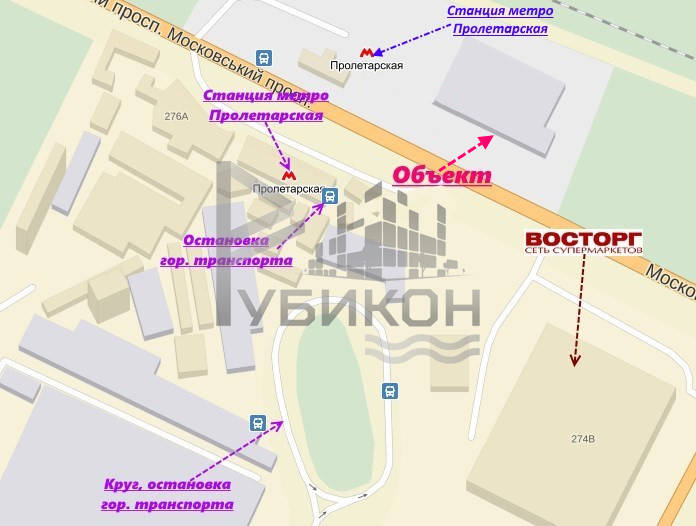 Станция метро
Пролетарская
ий просп. Московський просп.
Пролетарская
Станция метро
Пролетарская
276А
Объект
Пролетарская
Остановка
гор. транспорта
ВОСТОРГ
СЕТЬ СУПЕРМАРКЕТОВ
Моско
РУБИКОН
274В
Круг, остановка
гор. транспорта